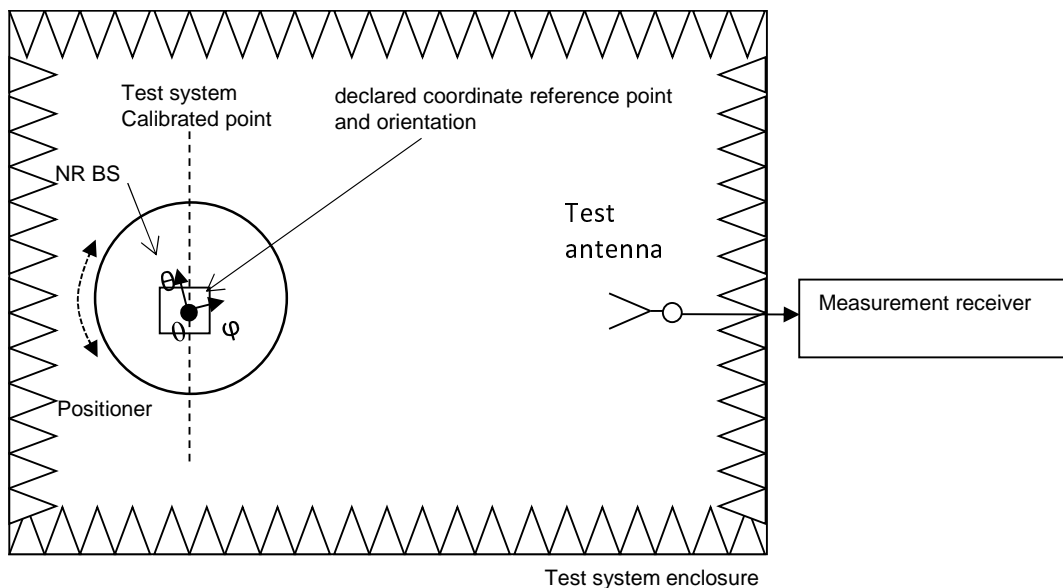 Test system
Calibrated point
declared coordinate reference point
and orientation
NR BS
Test
antenna
θ
θ
φ
Measurement receiver
Positioner
Test system enclosure